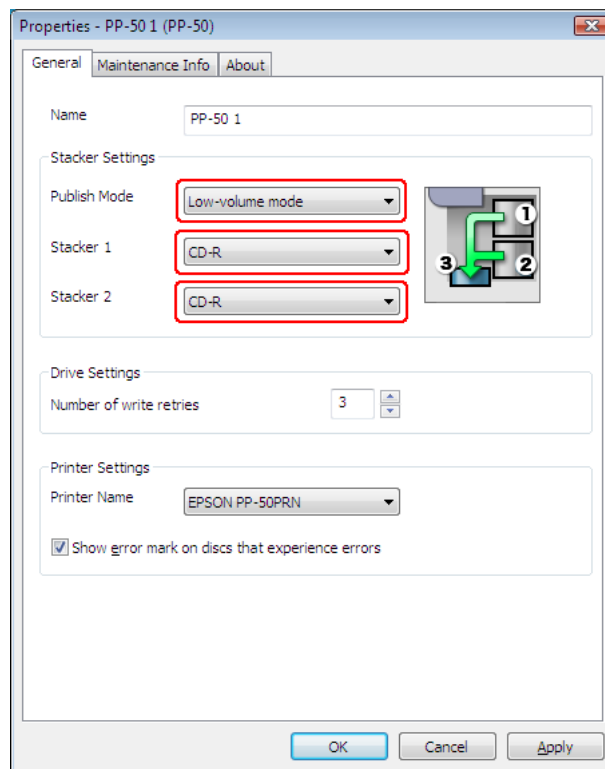 Properties - PP-50 1 (PP-50)
General Maintenance Info About
Name PP-50 1
Stacker Settings
Publish Mode Low-volume mode
Stacker 1 CD-R
Stacker 2 CD-R
1
3 2
Drive Settings
Number of write retries 3
Printer Settings
Printer Name EPSON PP-50PRN
Show error mark on discs that experience errors
OK Cancel Apply